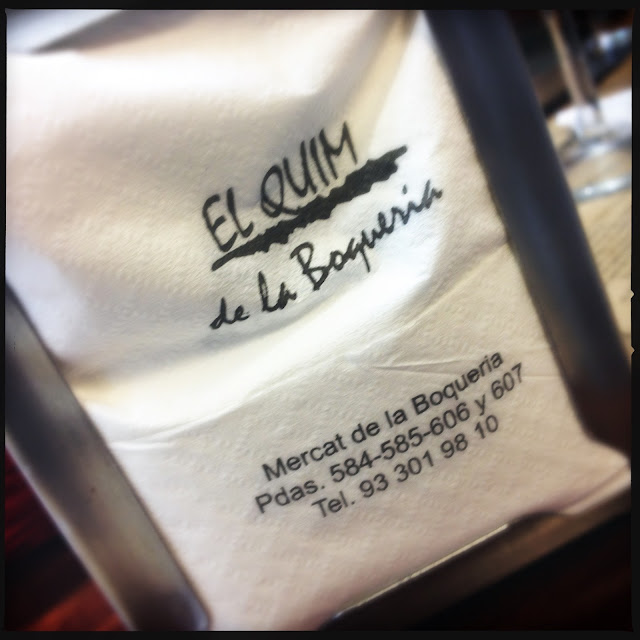 EL QUIM
de la Boqueria
Mercat de la Boqueria
Pdas. 584-585-606 y 607
Tel. 93 301 98 10